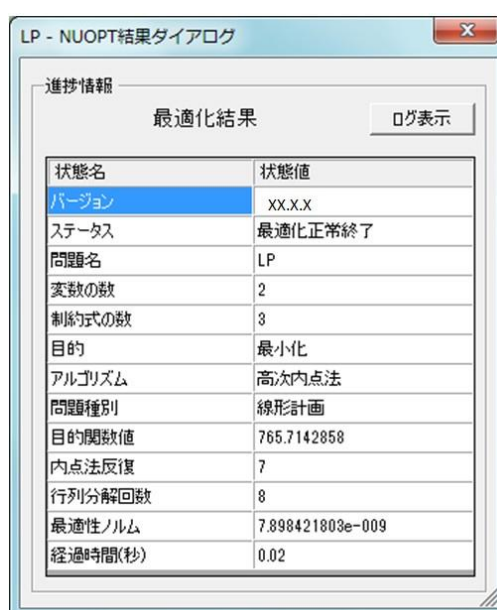 LP - NUOPT結果ダイアログ
進捗情報
最適化結果
ログ表示
状態名 状態値
バージョン xx.x.x
ステータス 最適化正常終了
問題名 LP
変数の数 2
制約式の数 3
目的 最小化
アルゴリズム 高次内点法
問題種別 線形計画
目的関数値 765.7142858
内点法反復 7
行列分解回数 8
最適性ノルム 7.898421803e-009
経過時間(秒) 0.02